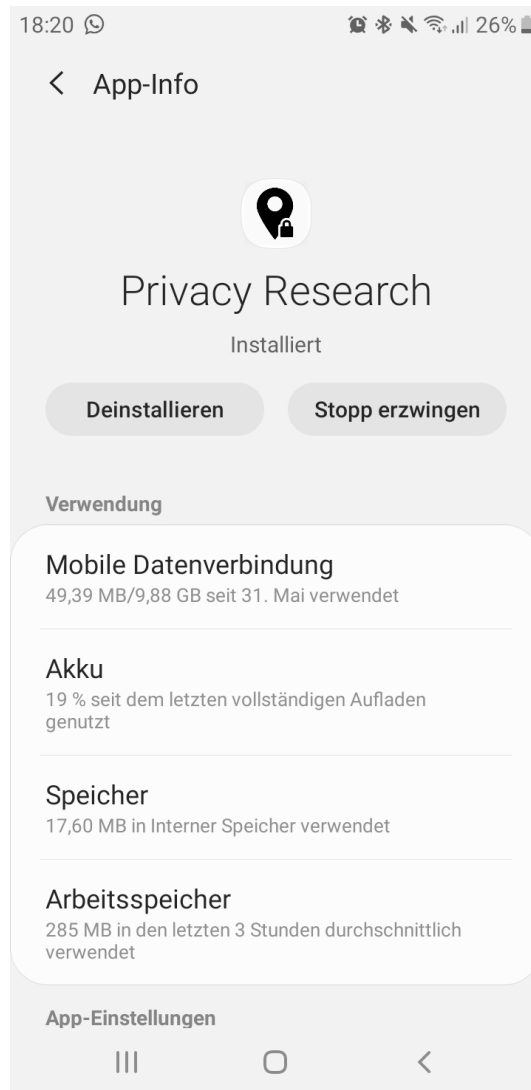 18:20 26%
App-Info
Privacy Research
Installiert
Deinstallieren Stopp erzwingen
Verwendung
Mobile Datenverbindung
49,39 MB/9,88 GB seit 31. Mai verwendet
Akku
19 % seit dem letzten vollständigen Aufladen
genutzt
Speicher
17,60 MB in Interner Speicher verwendet
Arbeitsspeicher
285 MB in den letzten 3 Stunden durchschnittlich
verwendet
App-Einstellungen